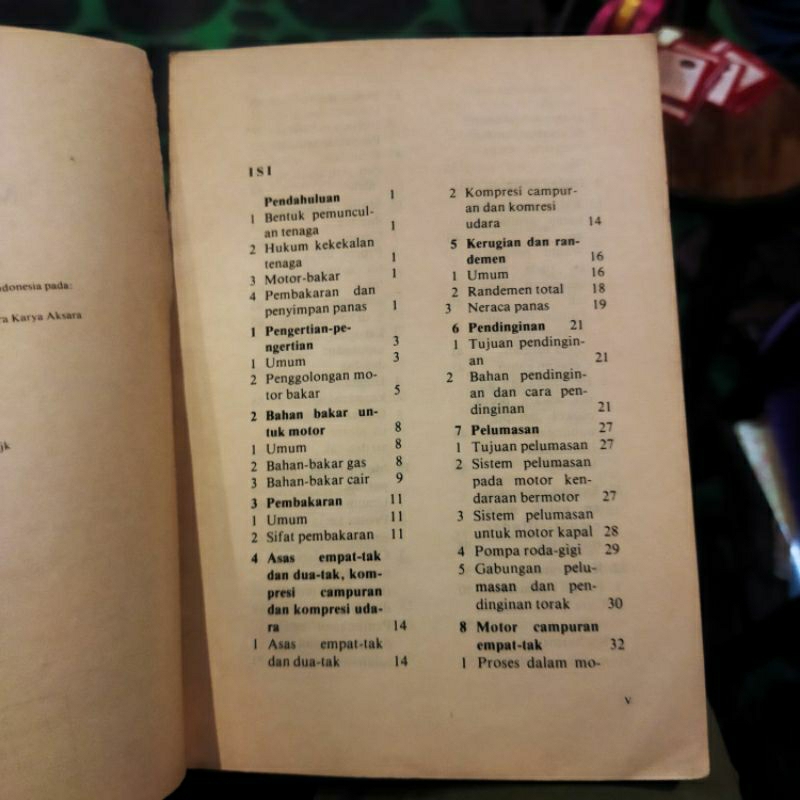 ndonesia pada:
ra Karya Aksara
jk
ISI
Pendahuluan 1
1 Bentuk pemuncul-
an tenaga 1
2 Hukum kekekalan
tenaga 1
3 Motor-bakar 1
4 Pembakaran dan
penyimpan panas 1
1 Pengertian-pe-
ngertian 3
1 Umum 3
2 Penggolongan mo-
tor bakar 5
2 Bahan bakar un-
tuk motor 8
1 Umum 8
2 Bahan-bakar gas 8
3 Bahan-bakar cair 9
3 Pembakaran 11
1 Umum 11
2 Sifat pembakaran 11
4 Asas empat-tak
dan dua-tak, kom-
presi campuran
dan kompresi uda-
ra 14
1 Asas empat-tak
dan dua-tak 14
2 Kompresi campur-
an dan komresi
udara 14
5 Kerugian dan ran-
demen 16
1 Umum 16
2 Randemen total 18
3 Neraca panas 19
6 Pendinginan 21
1 Tujuan pendingin-
an 21
2 Bahan pendingin-
an dan cara pen-
dinginan 21
7 Pelumasan 27
1 Tujuan pelumasan 27
2 Sistem pelumasan
pada motor ken-
daraan bermotor 27
3 Sistem pelumasan
untuk motor kapal 28
4 Pompa roda-gigi 29
5 Gabungan pelu-
masan dan pen-
dinginan torak 30
8 Motor campuran
empat-tak 32
1 Proses dalam mo-
V